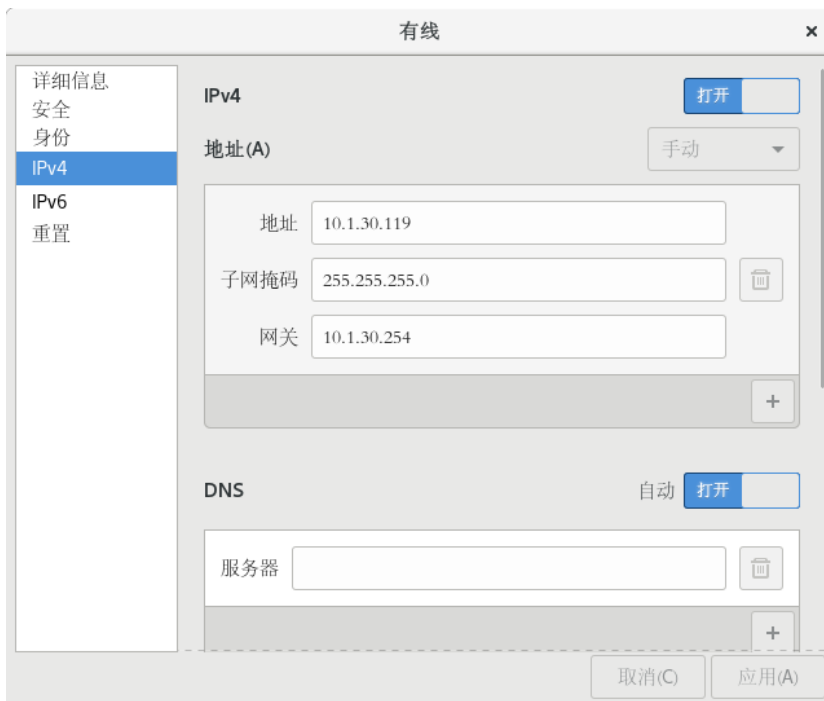 有线 ×
详细信息
安全
身份
IPv4
IPv6
重置
IPv4 打开
地址(A) 手动
地址 10.1.30.119
子网掩码 255.255.255.0
网关 10.1.30.254
+
DNS 自动 打开
服务器
+
取消(C) 应用(A)